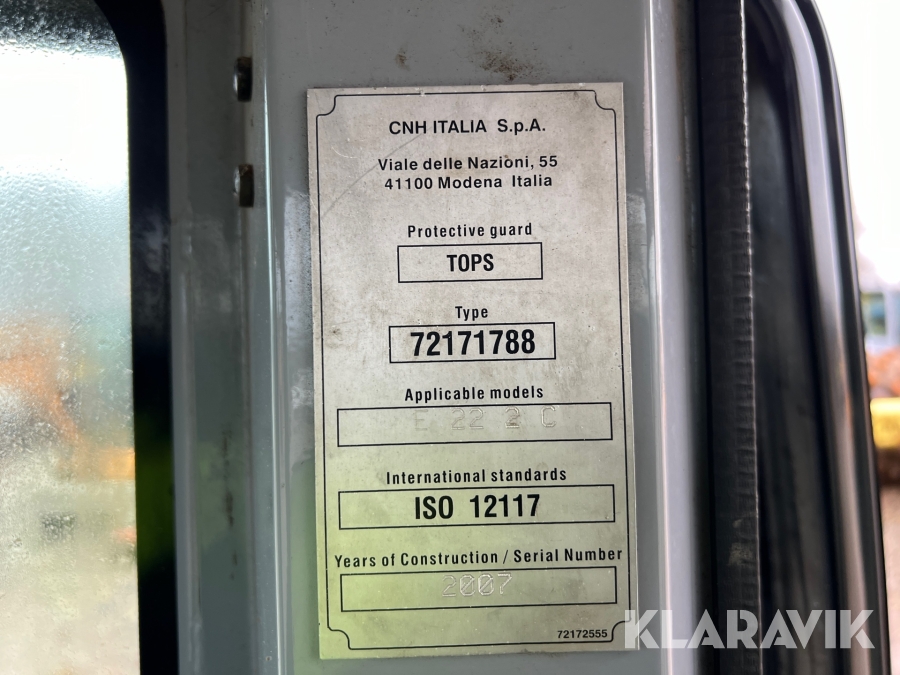 CNH ITALIA S.p.A.
Viale delle Nazioni, 55
41100 Modena Italia
Protective guard
TOPS
Type
72171788
Applicable models
E 22 2 C
International standards
ISO 12117
Years of Construction / Serial Number
2007
72172555
KLARAVIK